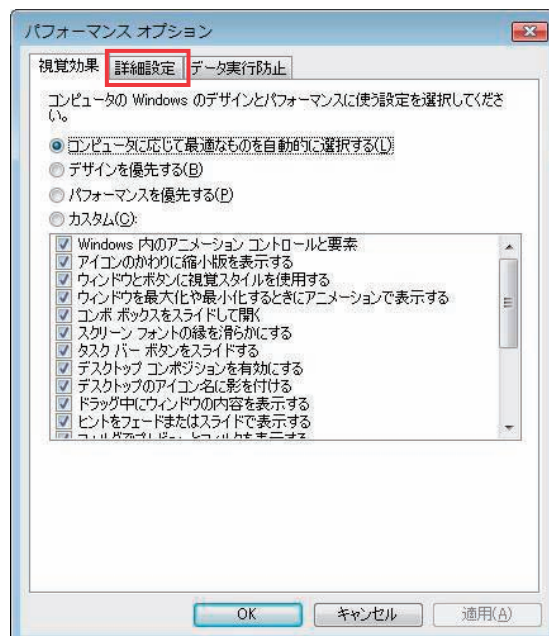 パフォーマンス オプション
視覚効果 詳細設定 データ実行防止
コンピュータの Windows のデザインとパフォーマンスに使う設定を選択してくださ
い。
コンピュータに応じて最適なものを自動的に選択する(L)
デザインを優先する(B)
パフォーマンスを優先する(P)
カスタム(C):
Windows 内のアニメーション コントロールと要素
アイコンのかわりに縮小版を表示する
ウィンドウとボタンに視覚スタイルを使用する
ウィンドウを最大化や最小化するときにアニメーションで表示する
コンボ ボックスをスライドして開く
スクリーン フォントの縁を滑らかにする
タスク バー ボタンをスライドする
デスクトップ コンポジションを有効にする
デスクトップのアイコン名に影を付ける
ドラッグ中にウィンドウの内容を表示する
ヒントをフェードまたはスライドで表示する
OK キャンセル 適用(A)